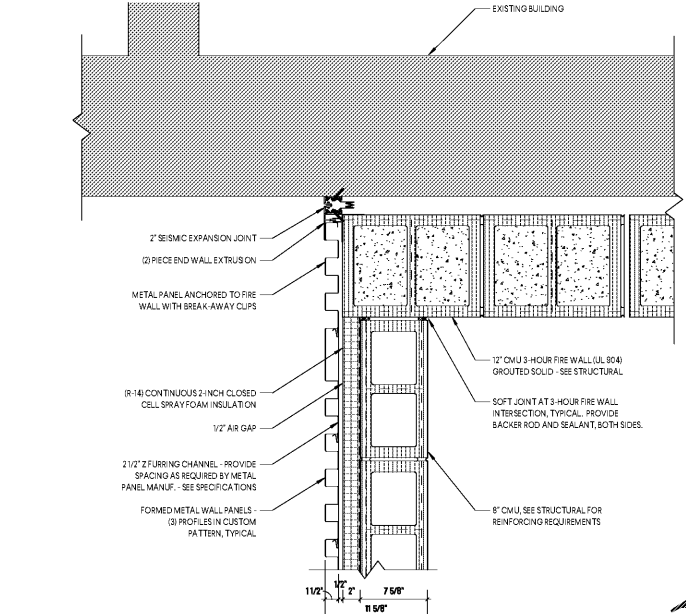 EXISTING BUILDING
2" SEISMIC EXPANSION JOINT
(2) PIECE END WALL EXTRUSION
METAL PANEL ANCHORED TO FIRE
WALL WITH BREAK-AWAY CLIPS
12" CMU 3-HOUR FIRE WALL (UL 904)
GROUTED SOLID - SEE STRUCTURAL
(R-14) CONTINUOUS 2-INCH CLOSED
CELL SPRAY FOAM INSULATION
SOFT JOINT AT 3-HOUR FIRE WALL
INTERSECTION, TYPICAL. PROVIDE
BACKER ROD AND SEALANT, BOTH SIDES.
1/2" AIR GAP
2 1/2" Z FURRING CHANNEL - PROVIDE
SPACING AS REQUIRED BY METAL
PANEL MANUF. - SEE SPECIFICATIONS
FORMED METAL WALL PANELS -
(3) PROFILES IN CUSTOM
PATTERN, TYPICAL
8" CMU, SEE STRUCTURAL FOR
REINFORCING REQUIREMENTS
1/2"
1 1/2" 2" 7 5/8"
11 5/8"